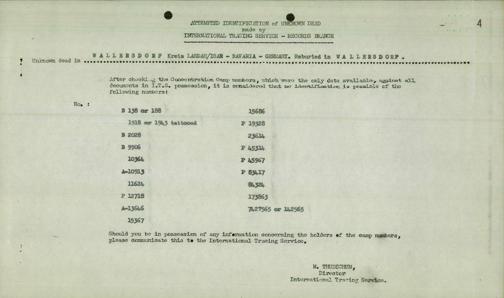 4
ATTEMPTED IDENTIFICATION of UNKNOWN DEAD
made by
INTERNATIONAL TRACING SERVICE - RECORDS BRANCH
Unknown dead in WALLERSDORF Kreis LANDAU/ISAR - BAVARIA - GERMANY. Reburied in WALLERSDORF.
After checking the Concentration Camp numbers, which were the only data available, against all
documents in I.T.S. possession, it is considered that no identification is possible of the
following numbers:
No. :
B 138 or 188 15686
1918 or 1943 tattooed P 19328
B 2028 23614
B 9906 P 45314
10364 P 45967
A-10913 P 83417
11624 84324
P 12718 173863
A-13646 7427565 or 142565
15367
Should you be in possession of any information concerning the holders of the camp numbers,
please communicate this to the International Tracing Service.
M. THUDICHUM,
Director
International Tracing Service.